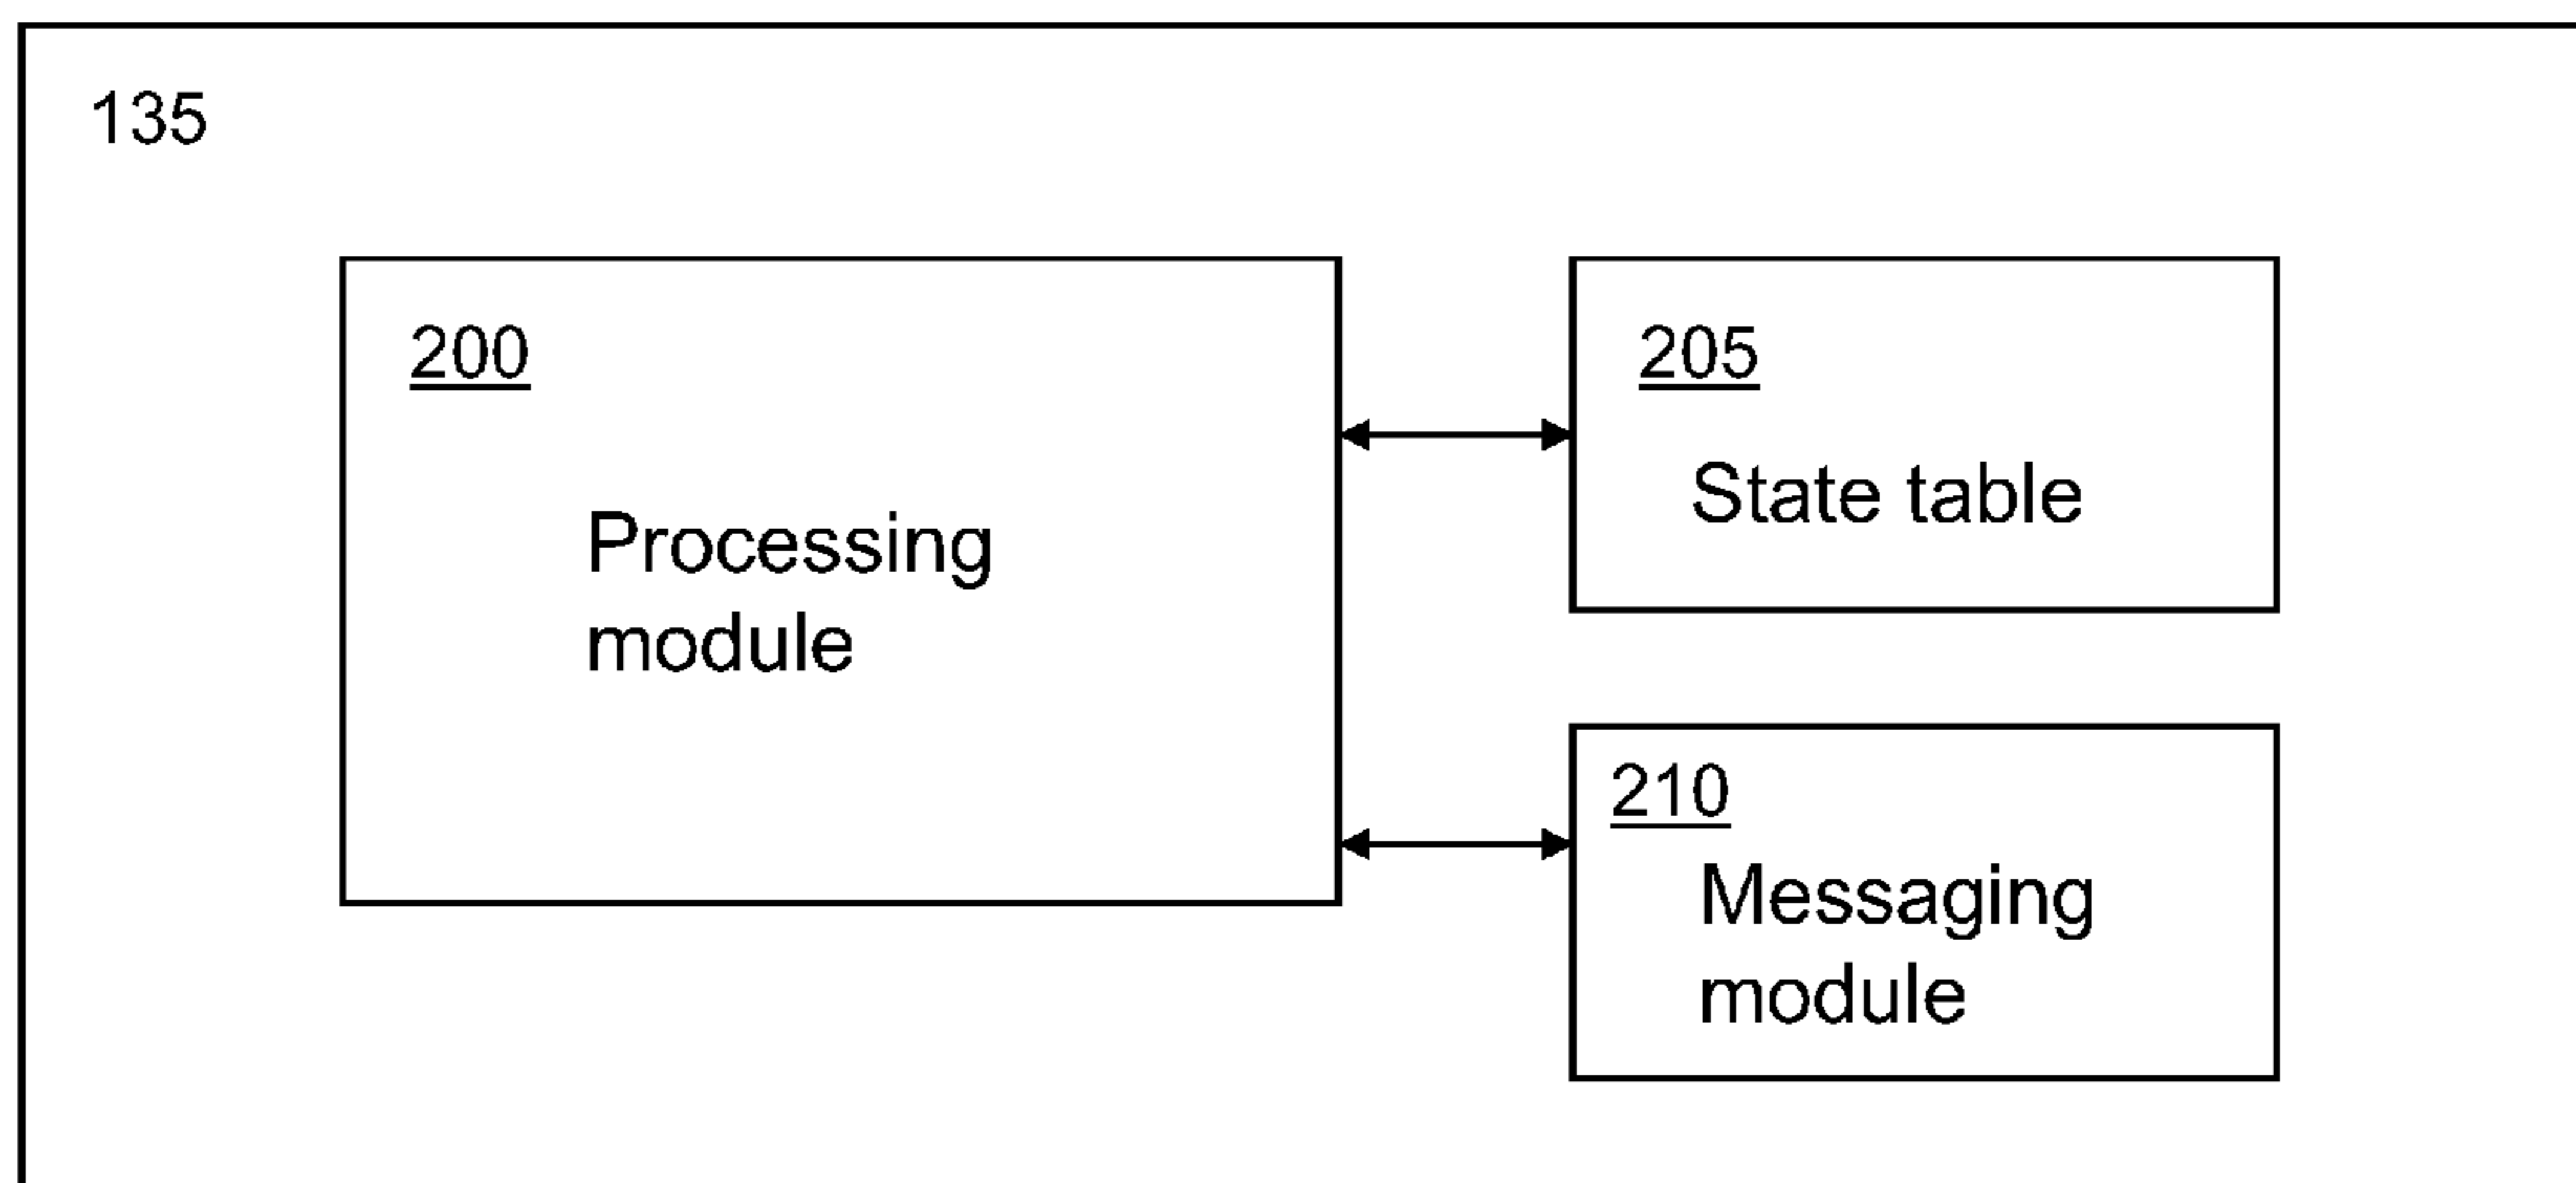 135
200
Processing
module
205
State table
210
Messaging
module